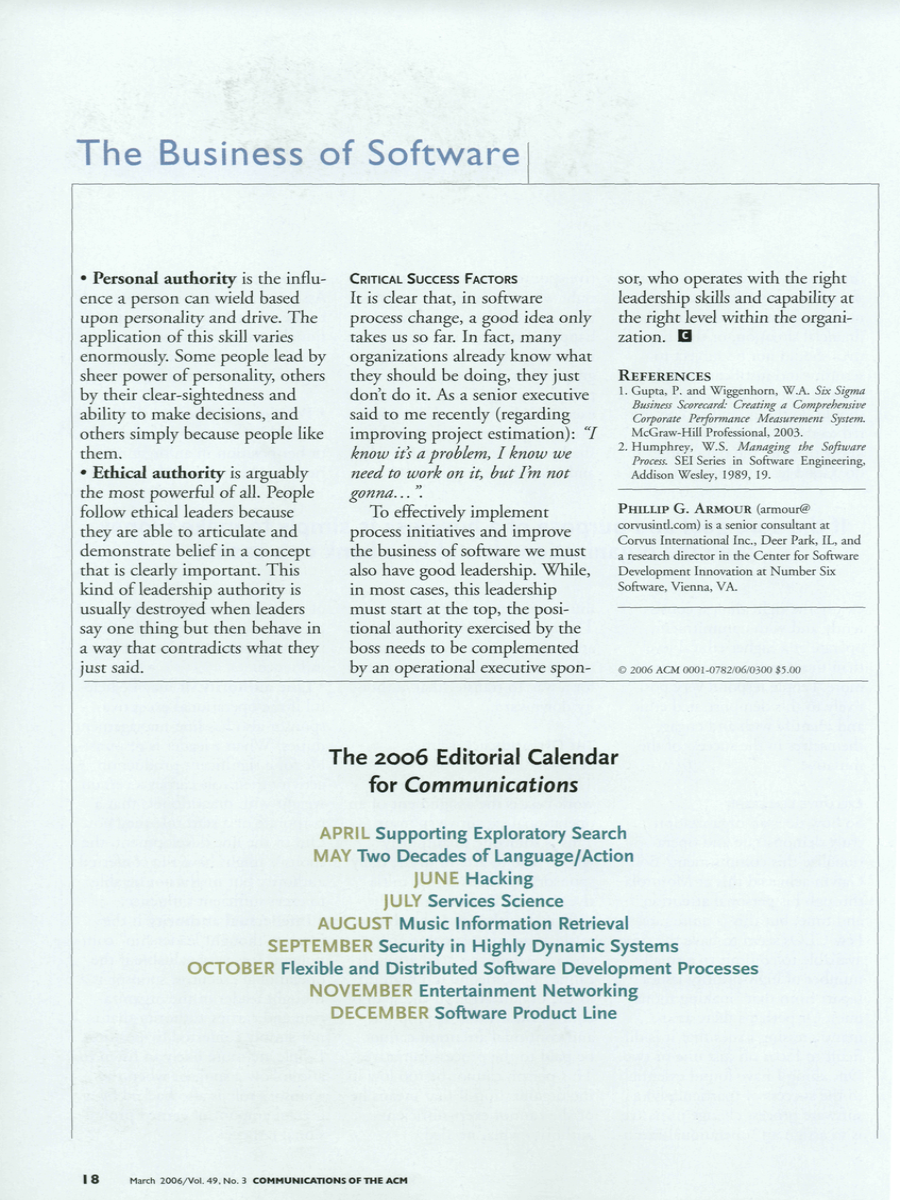 The Business of Software
• Personal authority is the influ-
ence a person can wield based
upon personality and drive. The
application of this skill varies
enormously. Some people lead by
sheer power of personality, others
by their clear-sightedness and
ability to make decisions, and
others simply because people like
them.
• Ethical authority is arguably
the most powerful of all. People
follow ethical leaders because
they are able to articulate and
demonstrate belief in a concept
that is clearly important. This
kind of leadership authority is
usually destroyed when leaders
say one thing but then behave in
a way that contradicts what they
just said.
CRITICAL SUCCESS FACTORS
It is clear that, in software
process change, a good idea only
takes us so far. In fact, many
organizations already know what
they should be doing, they just
don't do it. As a senior executive
said to me recently (regarding
improving project estimation): "I
know it's a problem, I know we
need to work on it, but I'm not
gonna…".
To effectively implement
process initiatives and improve
the business of software we must
also have good leadership. While,
in most cases, this leadership
must start at the top, the posi-
tional authority exercised by the
boss needs to be complemented
by an operational executive spon-
sor, who operates with the right
leadership skills and capability at
the right level within the organi-
zation. C
REFERENCES
1. Gupta, P. and Wiggenhorn, W.A. Six Sigma
Business Scorecard: Creating a Comprehensive
Corporate Performance Measurement System.
McGraw-Hill Professional, 2003.
2. Humphrey, W.S. Managing the Software
Process. SEI Series in Software Engineering,
Addison Wesley, 1989, 19.
PHILLIP G. ARMOUR (armour@
corvusintl.com) is a senior consultant at
Corvus International Inc., Deer Park, IL, and
a research director in the Center for Software
Development Innovation at Number Six
Software, Vienna, VA.
© 2006 ACM 0001-0782/06/0300 $5.00
The 2006 Editorial Calendar
for Communications
APRIL Supporting Exploratory Search
MAY Two Decades of Language/Action
JUNE Hacking
JULY Services Science
AUGUST Music Information Retrieval
SEPTEMBER Security in Highly Dynamic Systems
OCTOBER Flexible and Distributed Software Development Processes
NOVEMBER Entertainment Networking
DECEMBER Software Product Line
18 March 2006/Vol. 49, No. 3 COMMUNICATIONS OF THE ACM